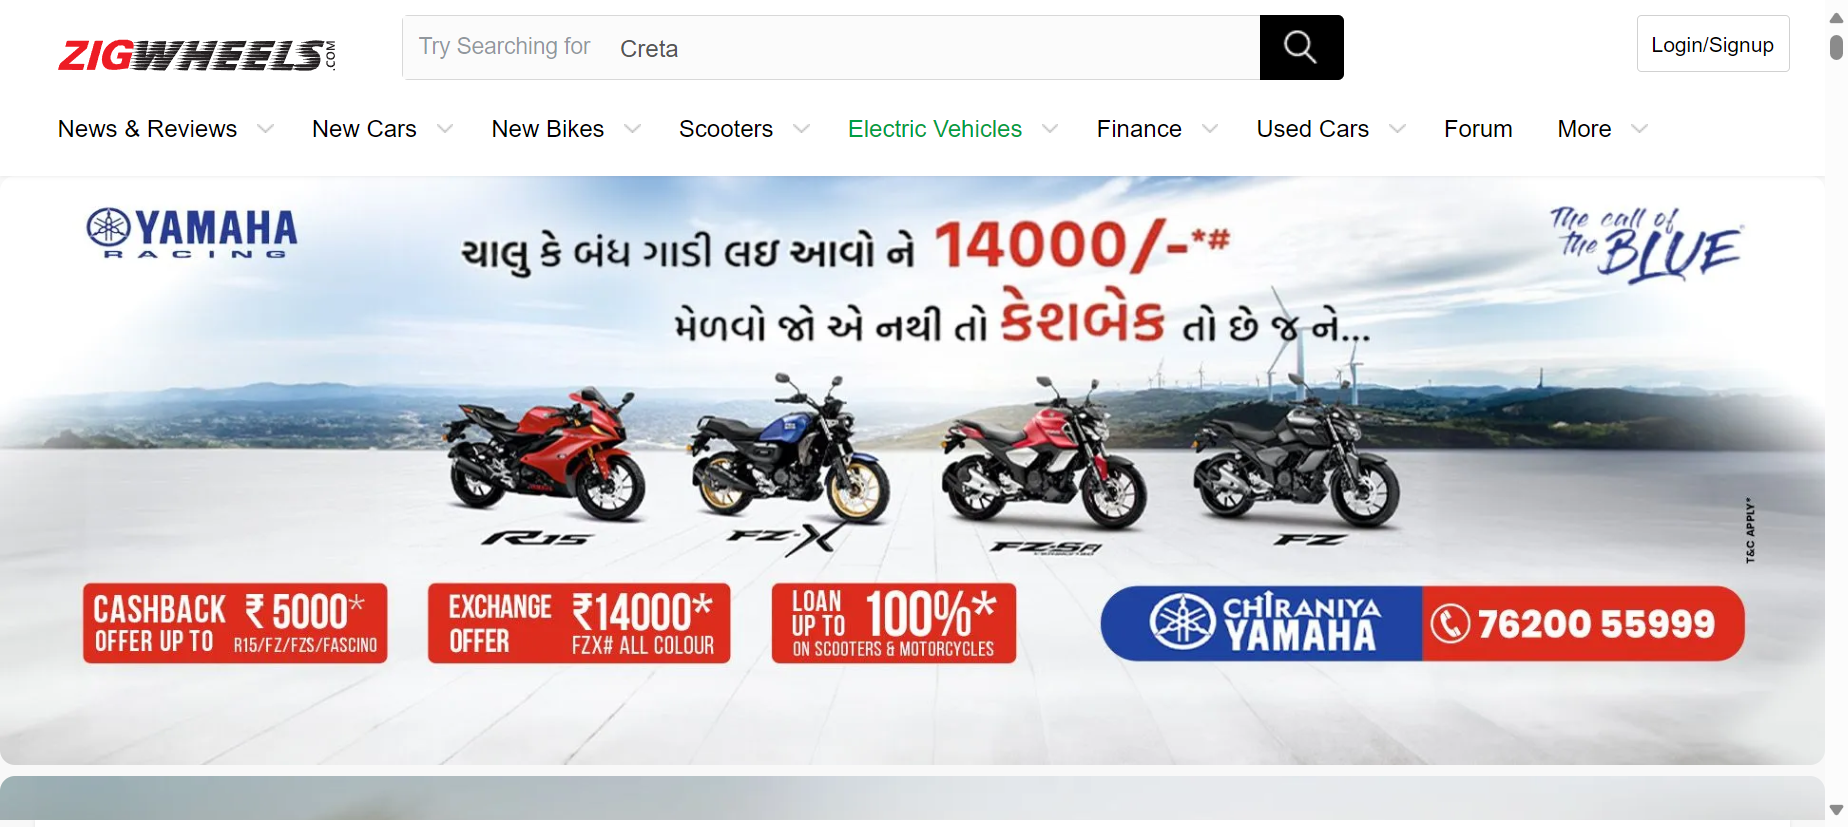 ZIGWHEELS.COM
Try Searching for Creta
Login/Signup
News & Reviews New Cars New Bikes Scooters Electric Vehicles Finance Used Cars Forum More
YAMAHA
RACING
ચાલુ કે બંધ ગાડી લઇ આવો ને 14000/-*#
મેળવો જો એ નથી તો કેશબેક તો છે જ ને...
The call of
the BLUE
R15 FZ-X FZ-S FI FZ
T&C APPLY*
CASHBACK ₹ 5000*
OFFER UP TO R15/FZ/FZS/FASCINO
EXCHANGE ₹14000*
OFFER FZX# ALL COLOUR
LOAN
UP TO 100%*
ON SCOOTERS & MOTORCYCLES
CHIRANIYA
YAMAHA
76200 55999